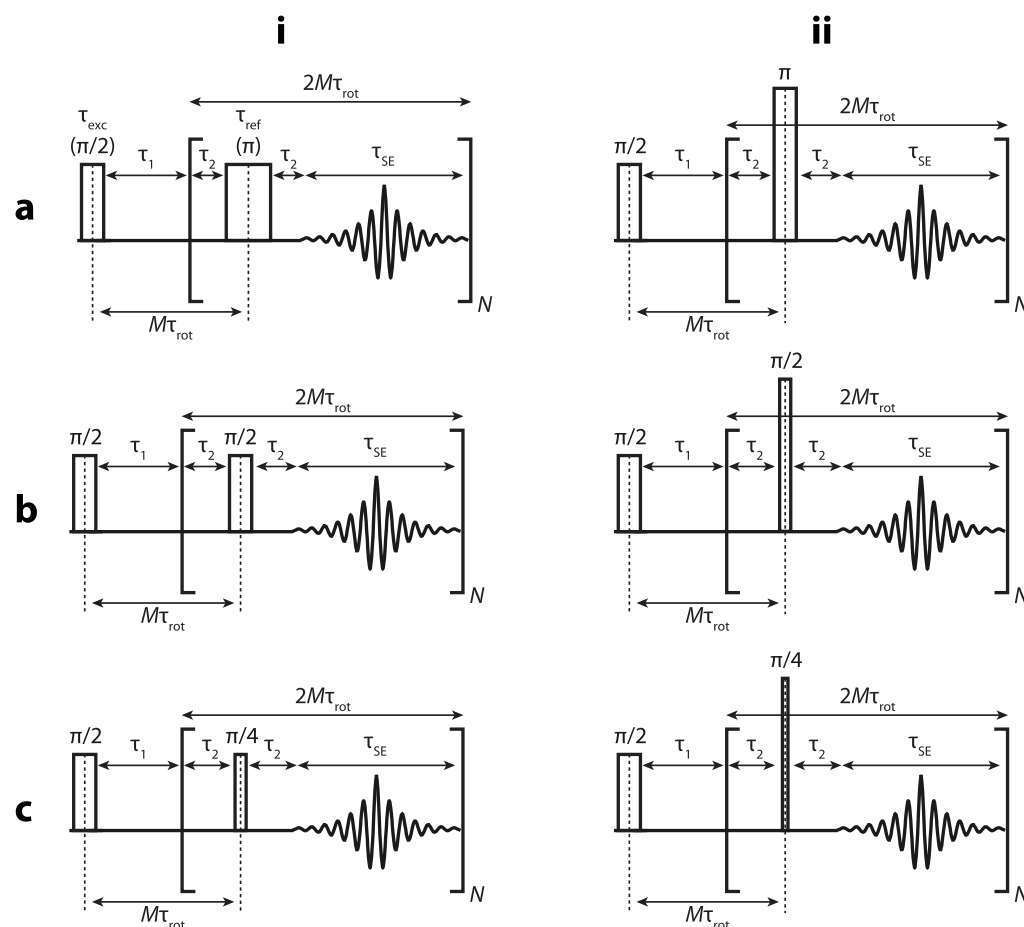 i ii
a
2Mτrot
τexc
(π/2) τ1 τ2 τref
(π) τ2 τSE
N
Mτrot
π
2Mτrot
π/2 τ1 τ2 τ2 τSE
N
Mτrot
b
2Mτrot
π/2 τ1 τ2 π/2 τ2 τSE
N
Mτrot
π/2
2Mτrot
π/2 τ1 τ2 τ2 τSE
N
Mτrot
c
2Mτrot
π/2 τ1 τ2 π/4 τ2 τSE
N
Mτrot
π/4
2Mτrot
π/2 τ1 τ2 τ2 τSE
N
Mτrot